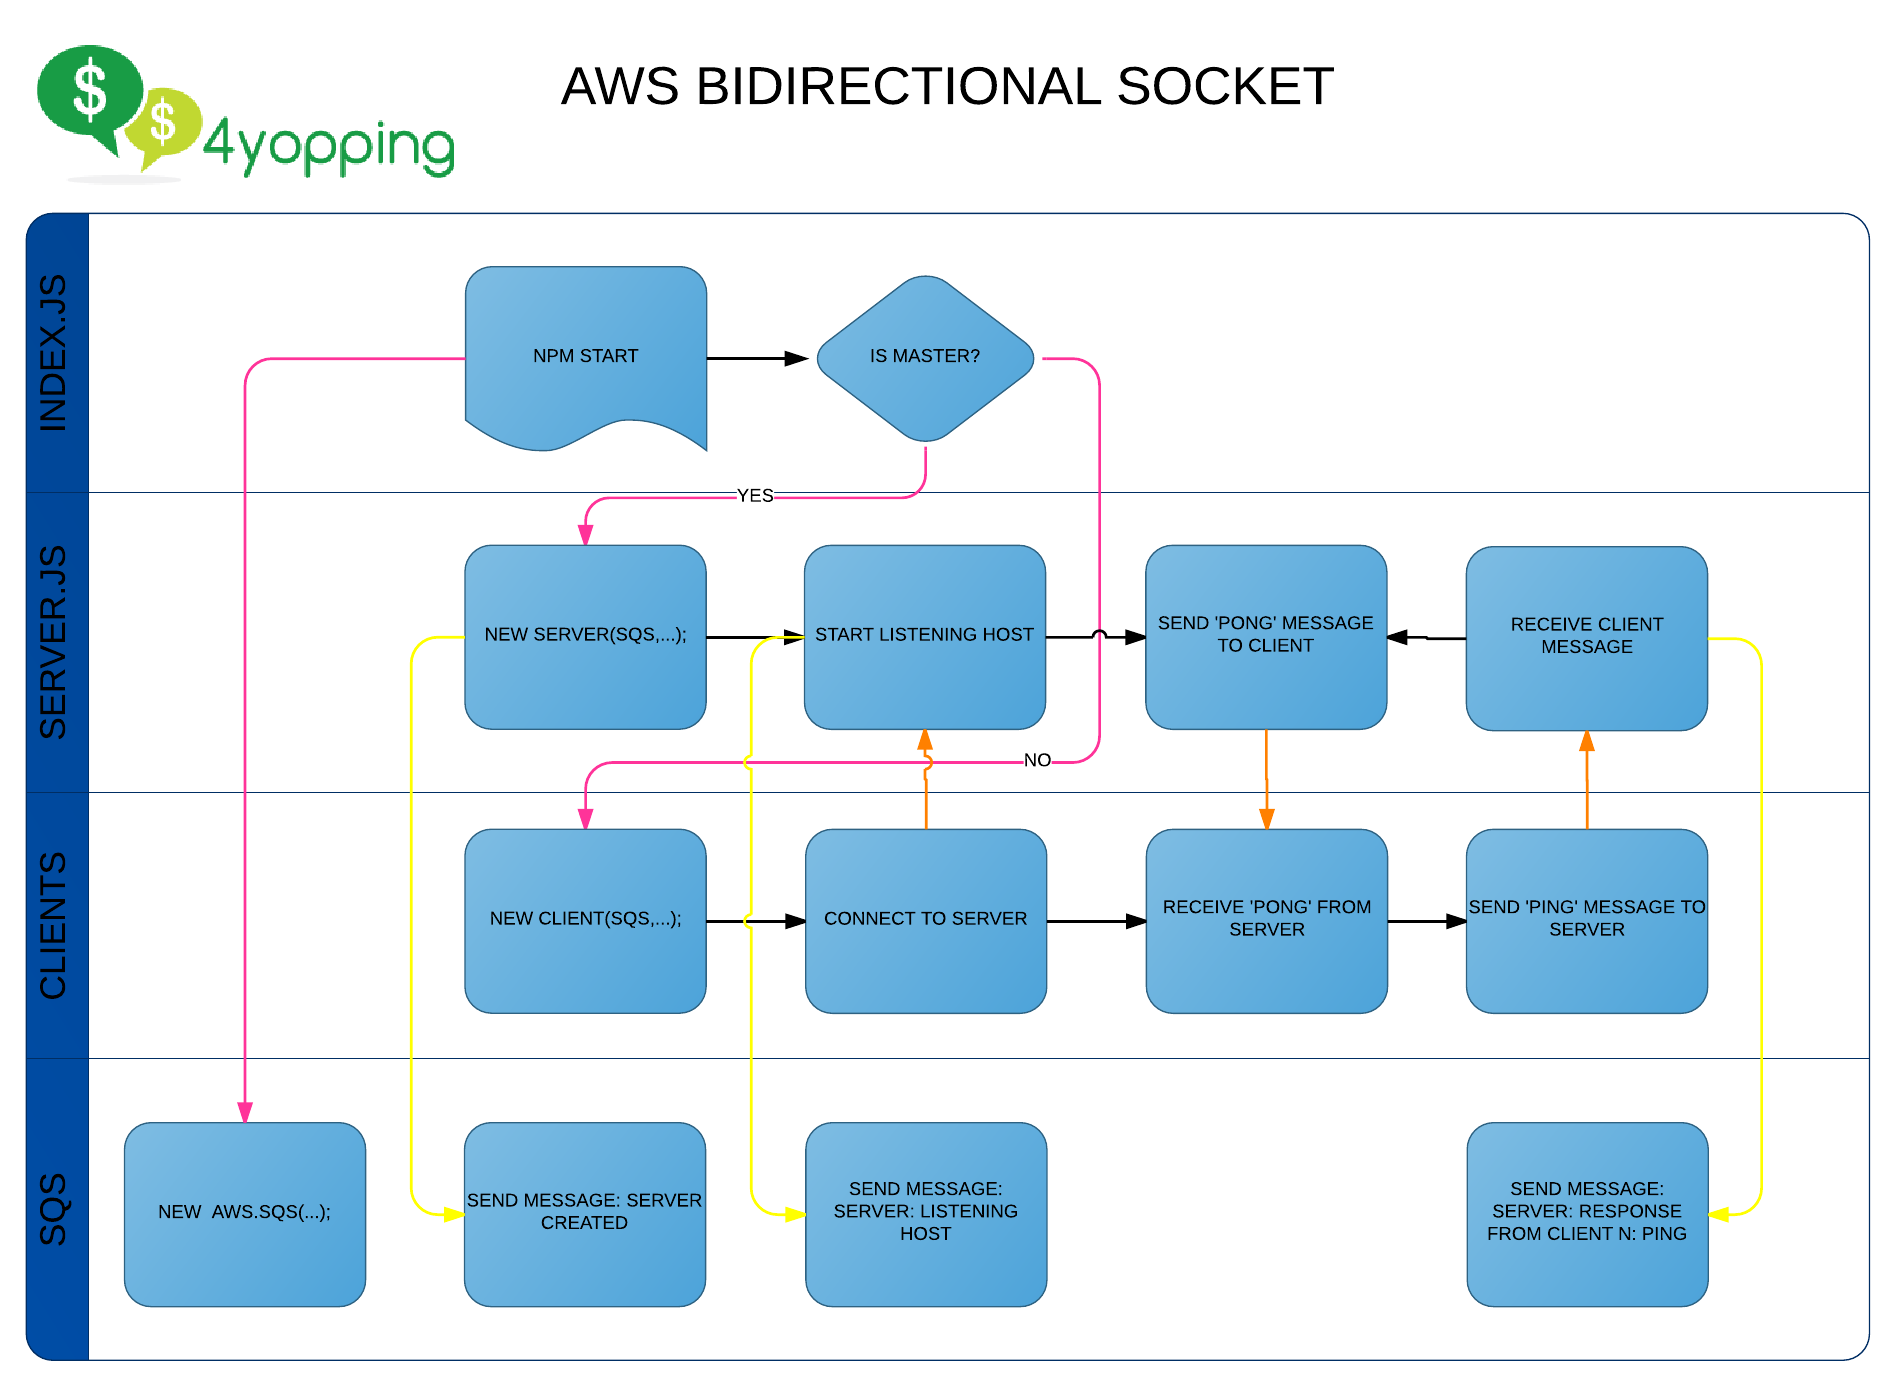 AWS BIDIRECTIONAL SOCKET
$
$
4yopping
INDEX.JS
NPM START
IS MASTER?
YES
SERVER.JS
NEW SERVER(SQS,...);
START LISTENING HOST
SEND 'PONG' MESSAGE
TO CLIENT
RECEIVE CLIENT
MESSAGE
NO
CLIENTS
NEW CLIENT(SQS,...);
CONNECT TO SERVER
RECEIVE 'PONG' FROM
SERVER
SEND 'PING' MESSAGE TO
SERVER
SQS
NEW  AWS.SQS(...);
SEND MESSAGE: SERVER
CREATED
SEND MESSAGE:
SERVER: LISTENING
HOST
SEND MESSAGE:
SERVER: RESPONSE
FROM CLIENT N: PING